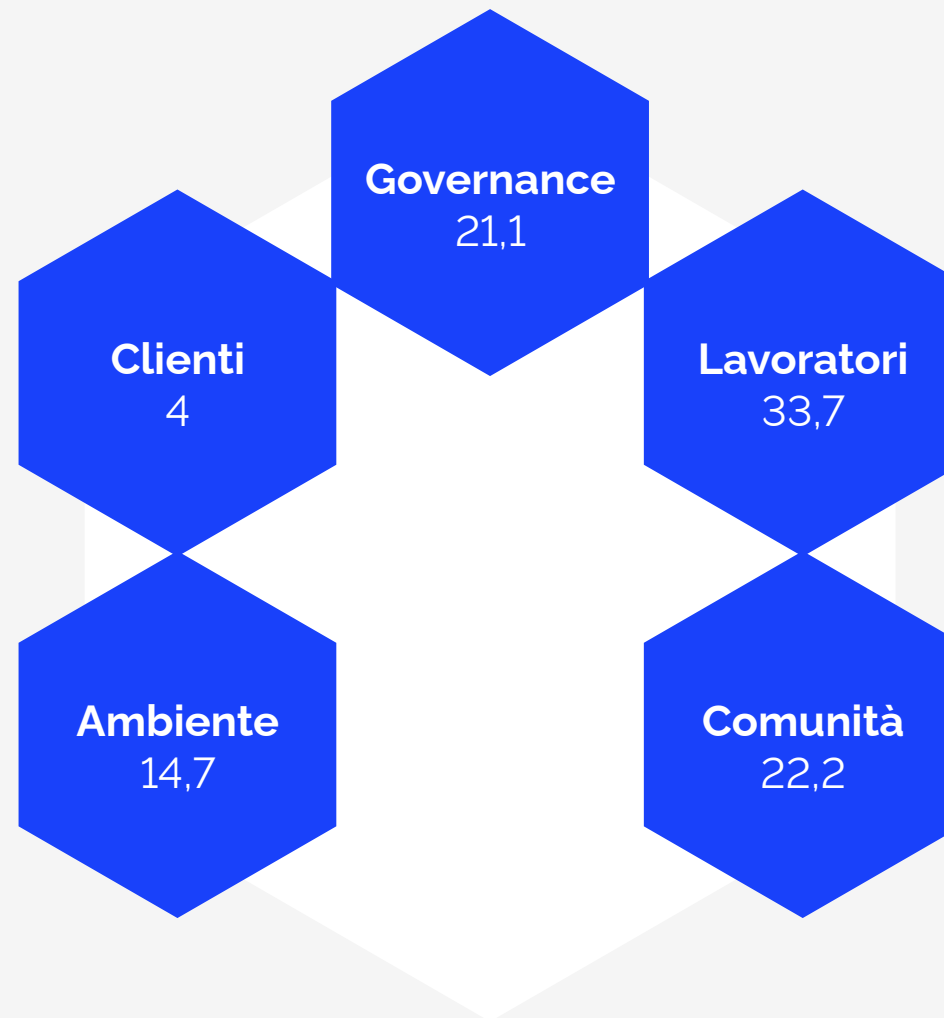 Governance
21,1
Clienti
4
Lavoratori
33,7
Ambiente
14,7
Comunità
22,2